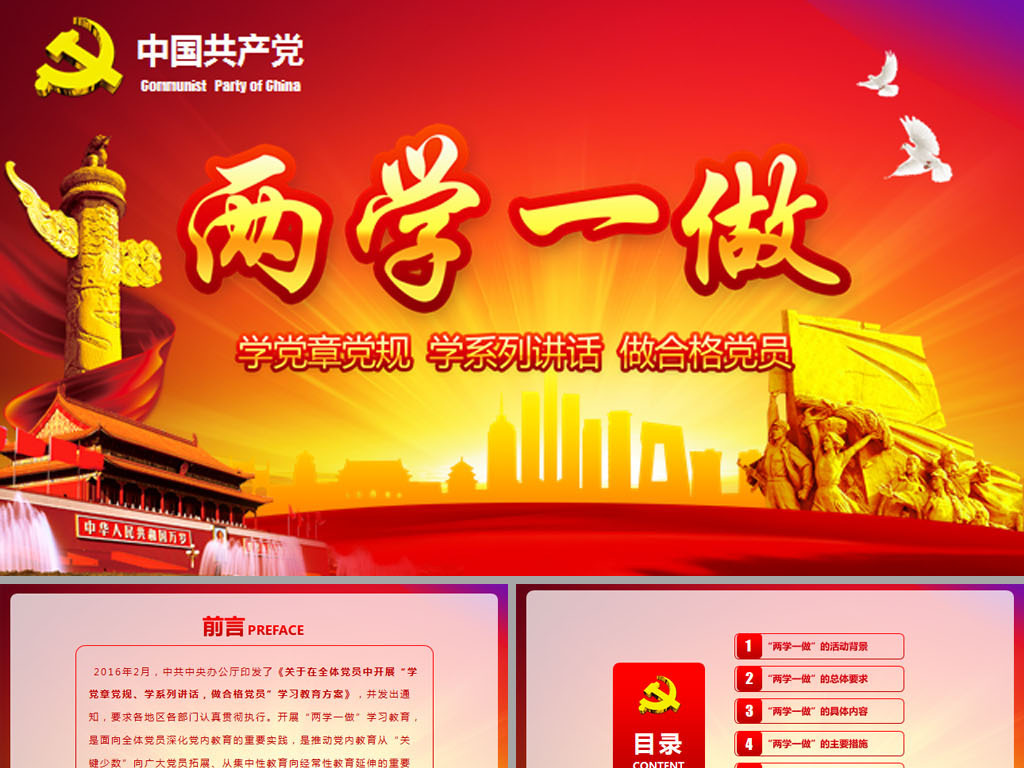 中国共产党
Communist Party of China
两学一做
学党章党规 学系列讲话 做合格党员
中华人民共和国万岁
前言 PREFACE
2016年2月，中共中央办公厅印发了《关于在全体党员中开展“学
党章党规、学系列讲话，做合格党员”学习教育方案》，并发出通
知，要求各地区各部门认真贯彻执行。开展“两学一做”学习教育，
是面向全体党员深化党内教育的重要实践，是推动党内教育从“关
键少数”向广大党员拓展、从集中性教育向经常性教育延伸的重要
目录
CONTENT
1 “两学一做”的活动背景
2 “两学一做”的总体要求
3 “两学一做”的具体内容
4 “两学一做”的主要措施